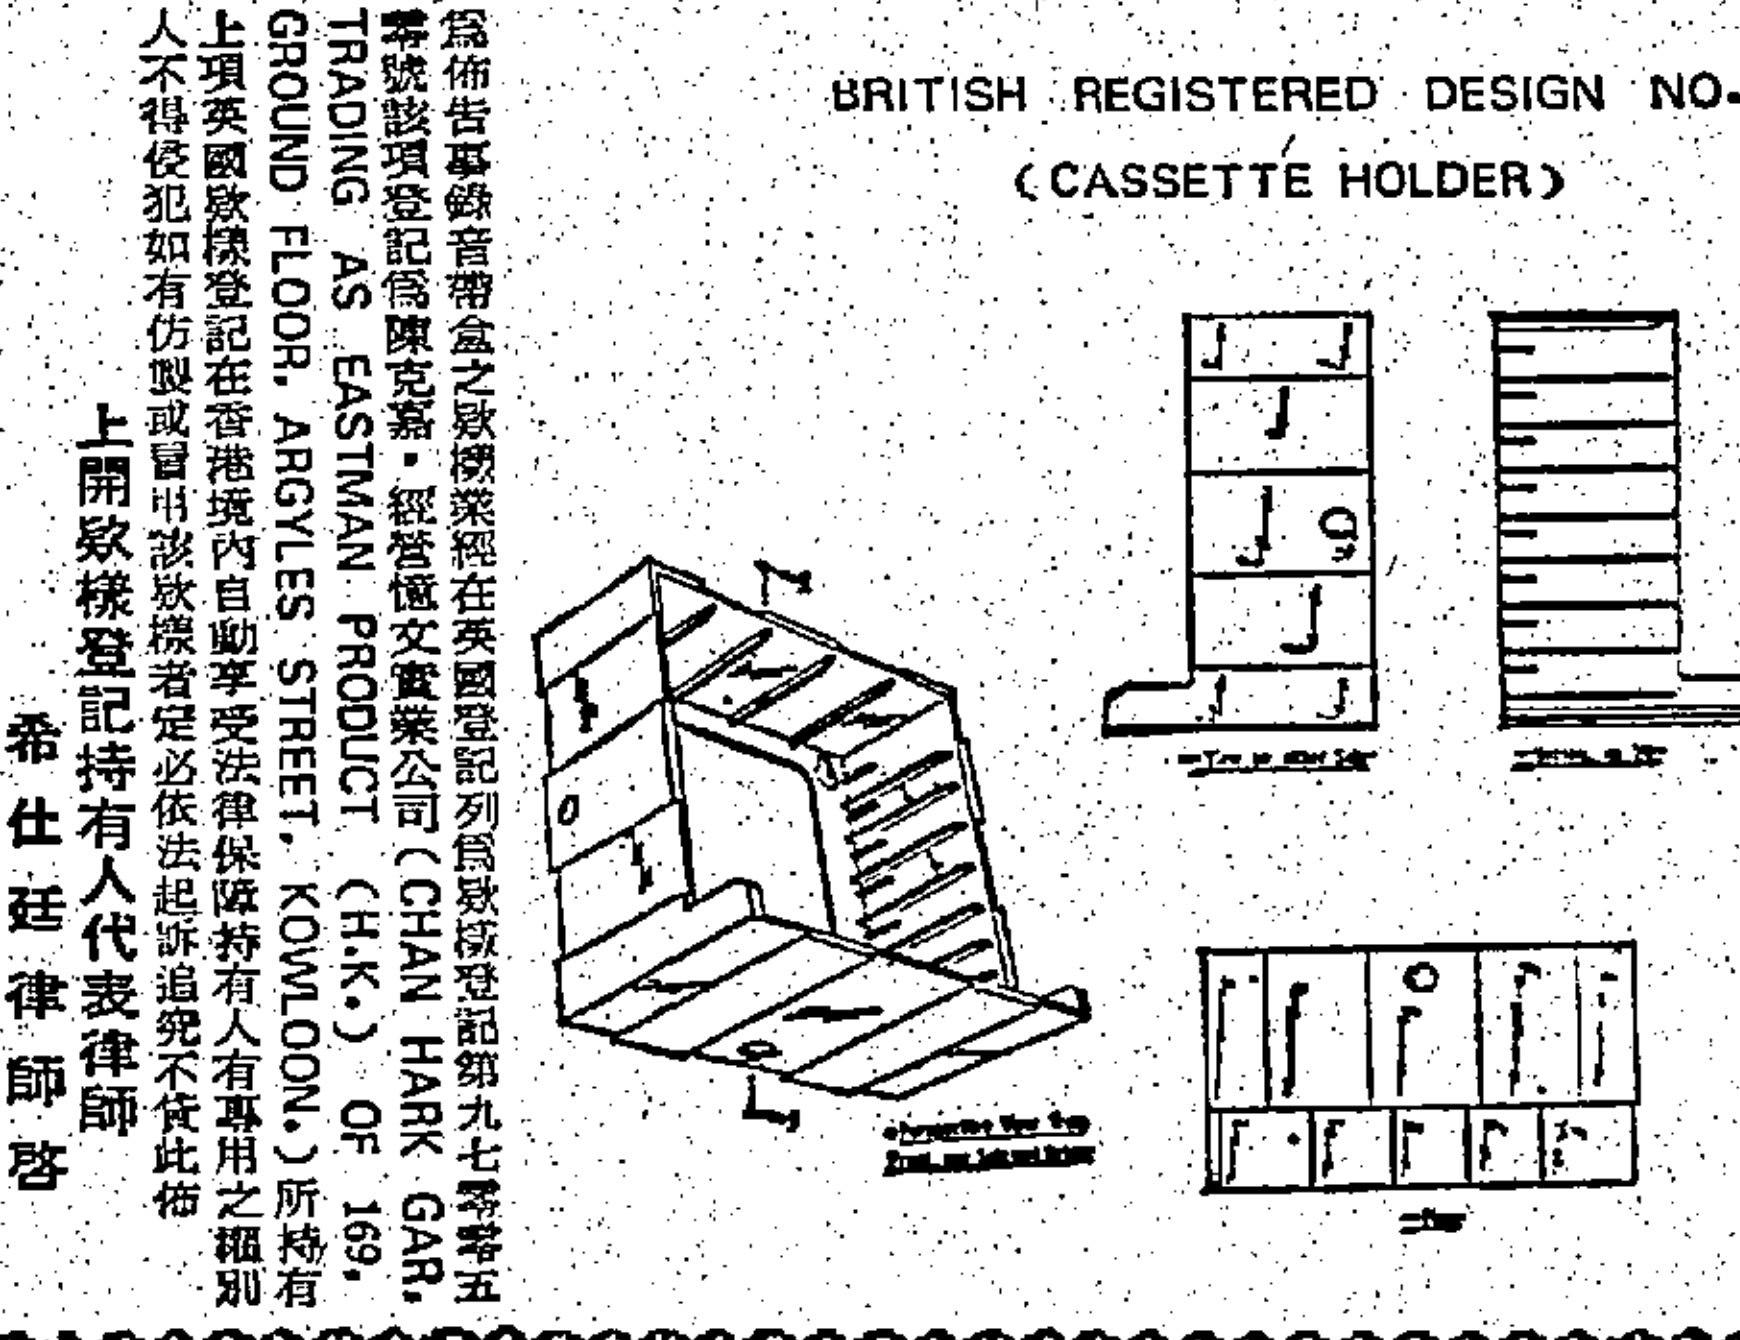 BRITISH REGISTERED DESIGN NO.
(CASSETTE HOLDER)
爲佈告事錄音帶盒之欵樣業經在英國登記列爲欵樣登記第九七零零五
零號該項登記爲陳克嘉·經營憶文實業公司(CHAN HARK GAR,
TRADING AS EASTMAN PRODUCT (H.K.) OF 169,
GROUND FLOOR, ARGYLES STREET, KOWLOON.)所持有
上項英國欵樣登記在香港境內自動享受法律保障持有人有專用之權別
人不得侵犯如有仿製或冒用該欵樣者定必依法起訴追究不貸此佈
上開欵樣登記持有人代表律師
希仕廷律師啓